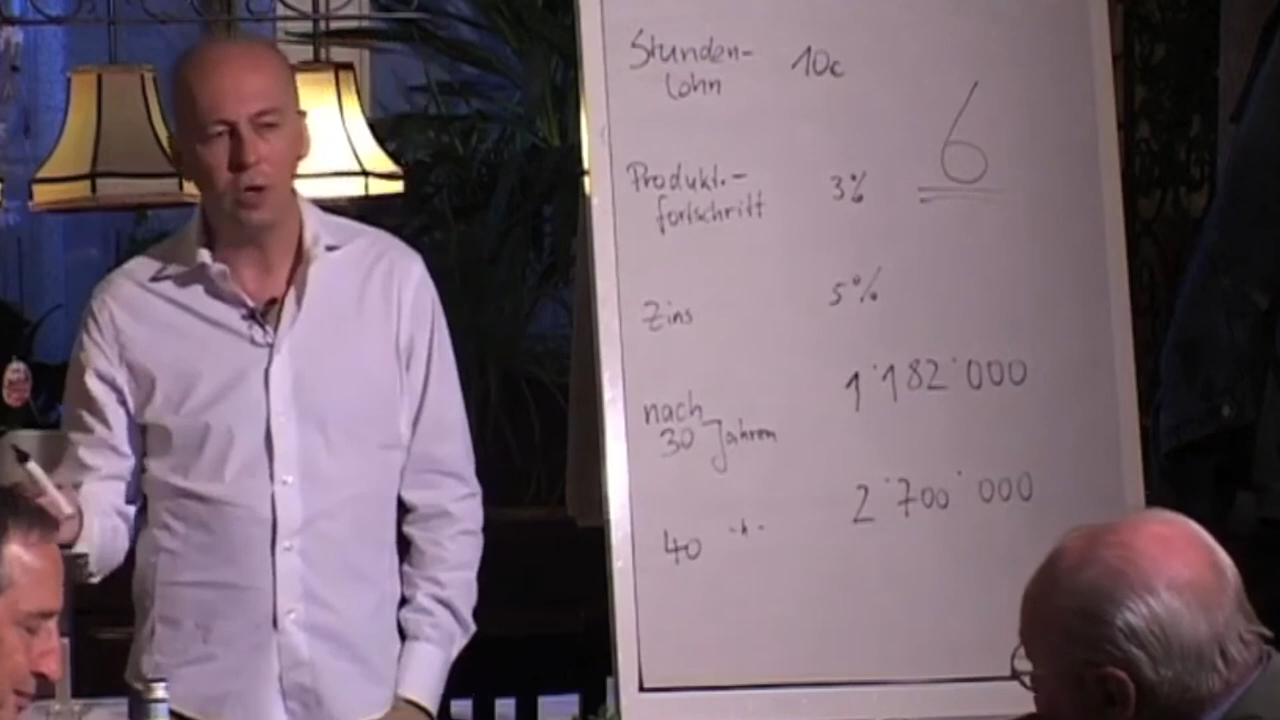 Stunden-
lohn 10c
6
Produkt.-
fortschritt 3%
Zins 5%
nach
30 Jahren 1'182'000
40 -"- 2'700'000